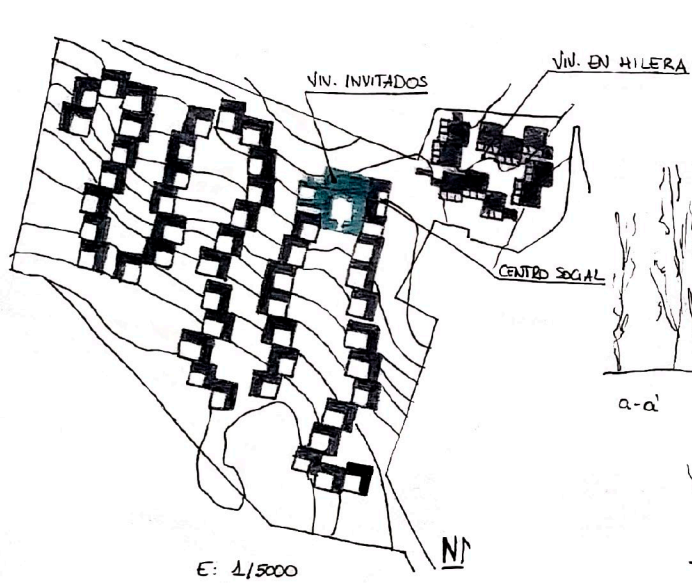 VIV. EN HILERA
VIV. INVITADOS
CENTRO SOCIAL
a-a'
N
E: 1/5000